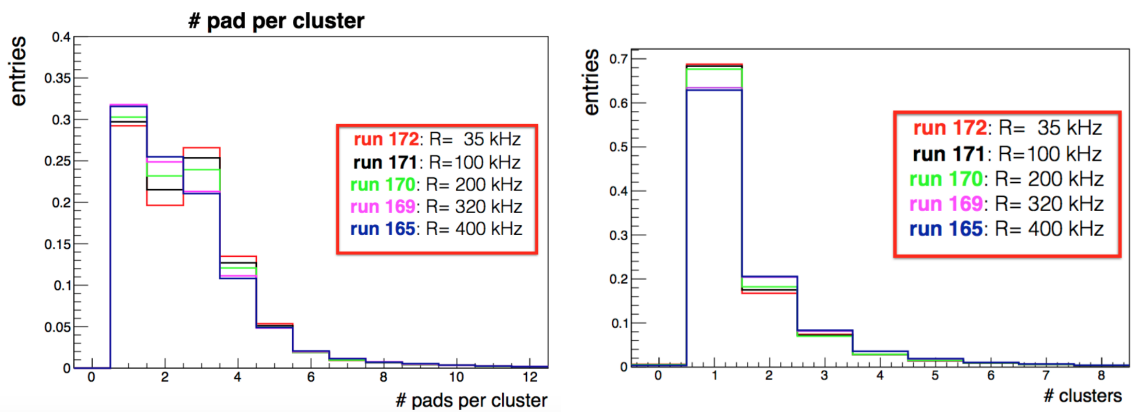 # pad per cluster
entries
0.4
0.35
0.3
0.25
0.2
0.15
0.1
0.05
0
0 2 4 6 8 10 12
# pads per cluster
run 172: R= 35 kHz
run 171: R=100 kHz
run 170: R= 200 kHz
run 169: R= 320 kHz
run 165: R= 400 kHz
entries
0.7
0.6
0.5
0.4
0.3
0.2
0.1
0
0 1 2 3 4 5 6 7 8
# clusters
run 172: R= 35 kHz
run 171: R=100 kHz
run 170: R= 200 kHz
run 169: R= 320 kHz
run 165: R= 400 kHz